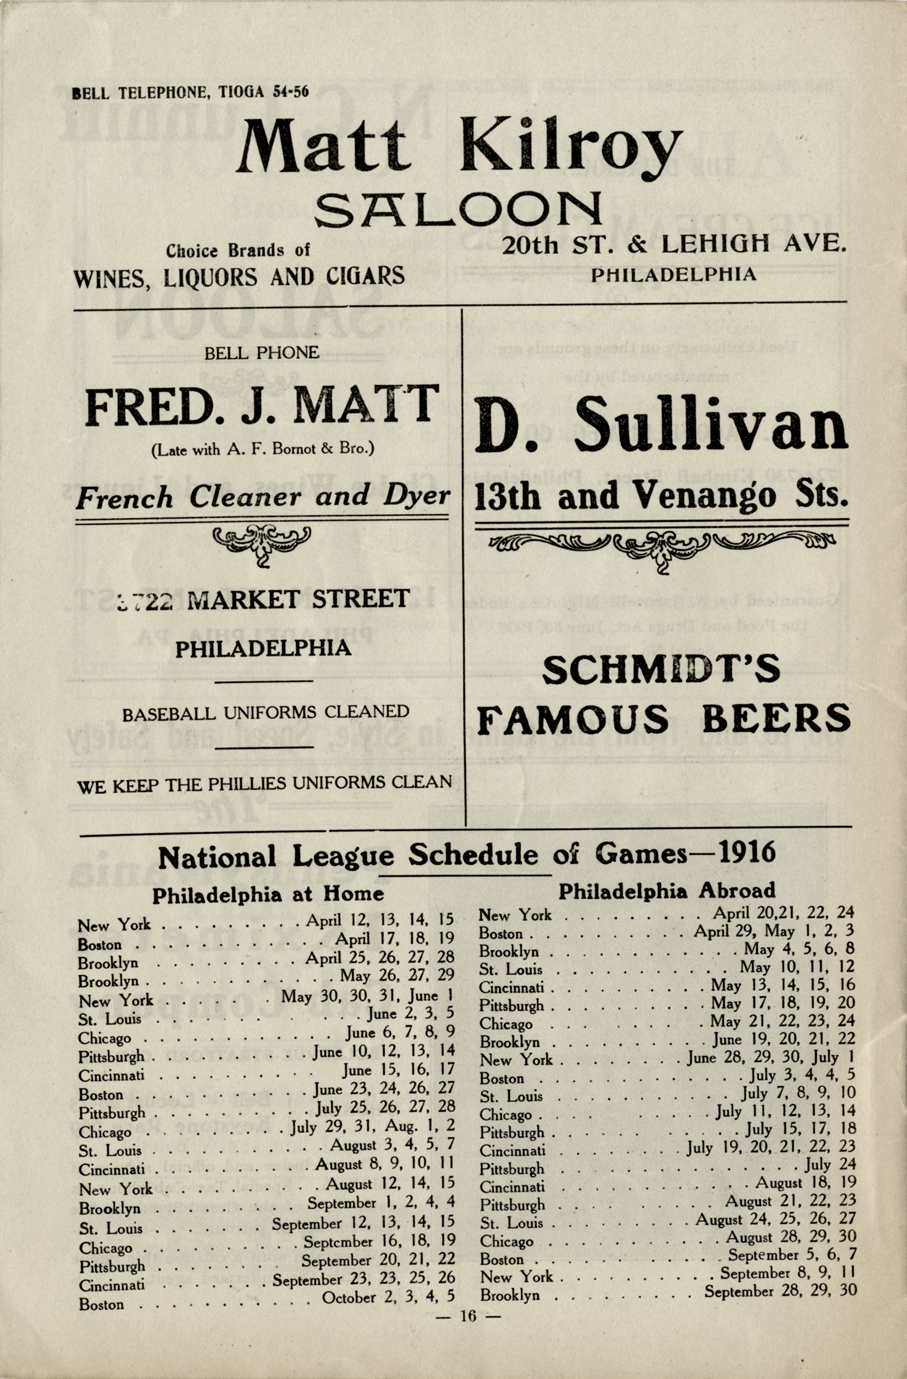 BELL TELEPHONE, TIOGA 54-56
Matt Kilroy
SALOON
Choice Brands of
WINES, LIQUORS AND CIGARS
20th ST. & LEHIGH AVE.
PHILADELPHIA
BELL PHONE
FRED. J. MATT
(Late with A. F. Bornot & Bro.)
French Cleaner and Dyer
MARKET STREET
PHILADELPHIA
BASEBALL UNIFORMS CLEANED
WE KEEP THE PHILLIES UNIFORMS CLEAN
D. Sullivan
13th and Venango Sts.
SCHMIDT'S
FAMOUS BEERS
National League Schedule of Games—1916
Philadelphia at Home
New York . . . . . . . . . April 12, 13, 14, 15
Boston . . . . . . . . . . . . April 17, 18, 19
Brooklyn . . . . . . . . . April 25, 26, 27, 28
Brooklyn . . . . . . . . . . . . May 26, 27, 29
New York . . . . . . May 30, 30, 31, June 1
St. Louis . . . . . . . . . . . June 2, 3, 5
Chicago . . . . . . . . . . . . June 6, 7, 8, 9
Pittsburgh . . . . . . . . . . June 10, 12, 13, 14
Cincinnati . . . . . . . . . . June 15, 16, 17
Boston . . . . . . . . . . . June 23, 24, 26, 27
Pittsburgh . . . . . . . . . . July 25, 26, 27, 28
Chicago . . . . . . . . . July 29, 31, Aug. 1, 2
St. Louis . . . . . . . . . . . August 3, 4, 5, 7
Cincinnati . . . . . . . . . . August 8, 9, 10, 11
New York . . . . . . . . . . . August 12, 14, 15
Brooklyn . . . . . . . . . September 1, 2, 4, 4
St. Louis . . . . . . . September 12, 13, 14, 15
Chicago . . . . . . . . . . September 16, 18, 19
Pittsburgh . . . . . . . . September 20, 21, 22
Cincinnati . . . . . . . September 23, 23, 25, 26
Boston . . . . . . . . . . . . October 2, 3, 4, 5
Philadelphia Abroad
New York . . . . . . . . . April 20,21, 22, 24
Boston . . . . . . . . . . April 29, May 1, 2, 3
Brooklyn . . . . . . . . . . . . May 4, 5, 6, 8
St. Louis . . . . . . . . . . . May 10, 11, 12
Cincinnati . . . . . . . . . . May 13, 14, 15, 16
Pittsburgh . . . . . . . . . . May 17, 18, 19, 20
Chicago . . . . . . . . . . May 21, 22, 23, 24
Brooklyn . . . . . . . . . . June 19, 20, 21, 22
New York . . . . . . . . June 28, 29, 30, July 1
Boston . . . . . . . . . . . . . July 3, 4, 4, 5
St. Louis . . . . . . . . . . . July 7, 8, 9, 10
Chicago . . . . . . . . . . . July 11, 12, 13, 14
Pittsburgh . . . . . . . . . . . July 15, 17, 18
Cincinnati . . . . . . . . July 19, 20, 21, 22, 23
Pittsburgh . . . . . . . . . . . . . . . July 24
Cincinnati . . . . . . . . . . . . August 18, 19
Pittsburgh . . . . . . . . . . August 21, 22, 23
St. Louis . . . . . . . . . August 24, 25, 26, 27
Chicago . . . . . . . . . . . August 28, 29, 30
Boston . . . . . . . . . . . September 5, 6, 7
New York . . . . . . . . . . September 8, 9, 11
Brooklyn . . . . . . . . . September 28, 29, 30
— 16 —